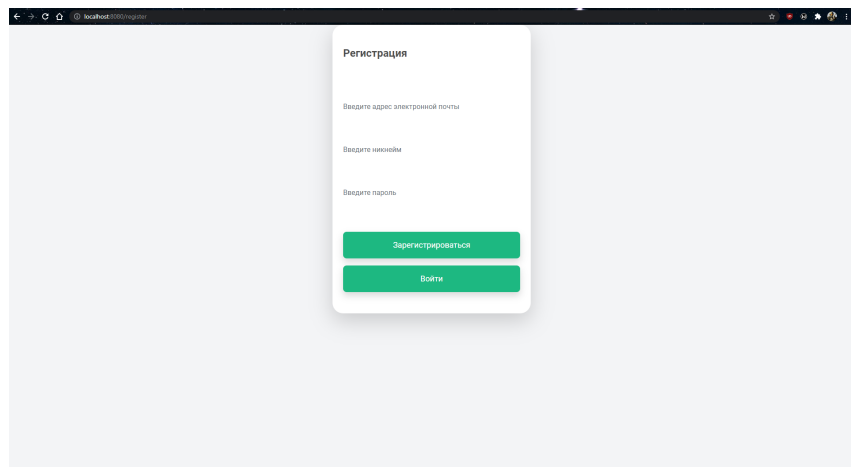 localhost:8080/register
Регистрация
Введите адрес электронной почты
Введите никнейм
Введите пароль
Зарегистрироваться
Войти